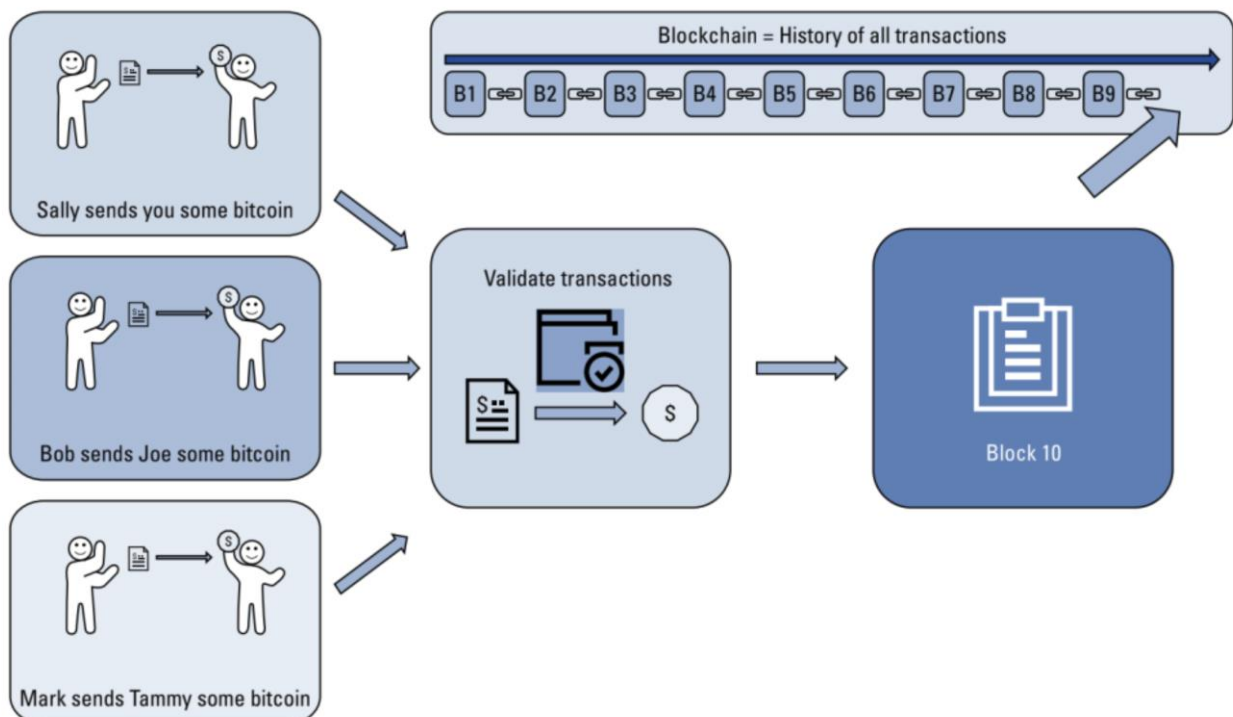 Sally sends you some bitcoin
Bob sends Joe some bitcoin
Mark sends Tammy some bitcoin
Validate transactions
$ $
Block 10
Blockchain = History of all transactions
B1 B2 B3 B4 B5 B6 B7 B8 B9